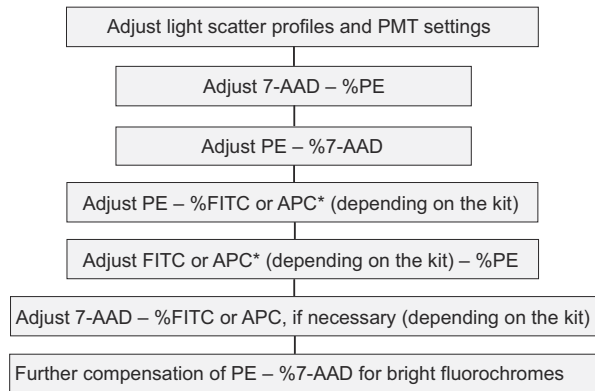 Adjust light scatter profiles and PMT settings
Adjust 7-AAD – %PE
Adjust PE – %7-AAD
Adjust PE – %FITC or APC* (depending on the kit)
Adjust FITC or APC* (depending on the kit) – %PE
Adjust 7-AAD – %FITC or APC, if necessary (depending on the kit)
Further compensation of PE – %7-AAD for bright fluorochromes